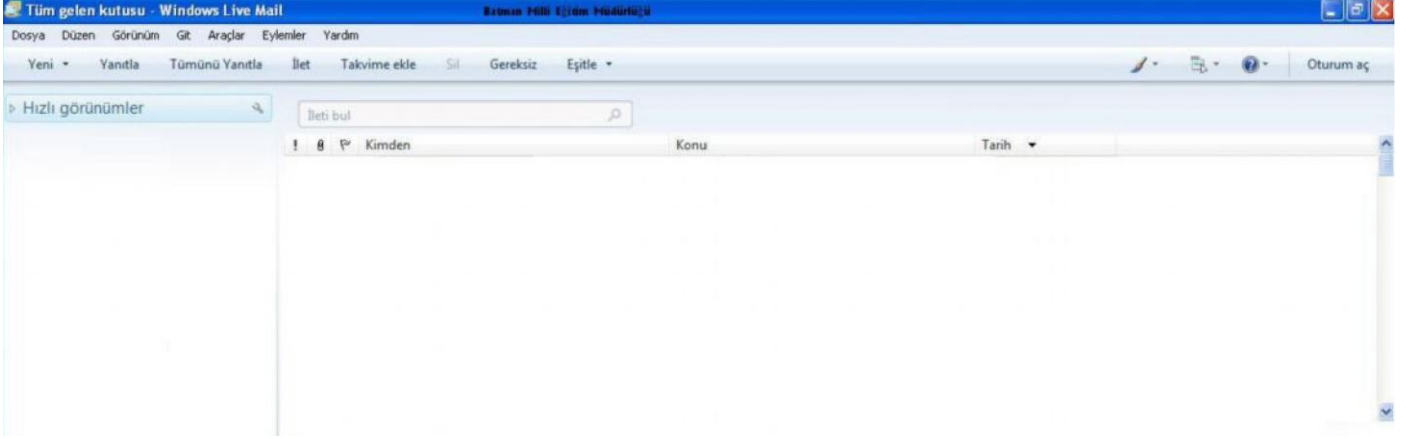 Tüm gelen kutusu - Windows Live Mail Batman Milli Eğitim Müdürlüğü
Dosya Düzen Görünüm Git Araçlar Eylemler Yardım
Yeni Yanıtla Tümünü Yanıtla İlet Takvime ekle Sil Gereksiz Eşitle Oturum aç
Hızlı görünümler
İleti bul
! Kimden Konu Tarih